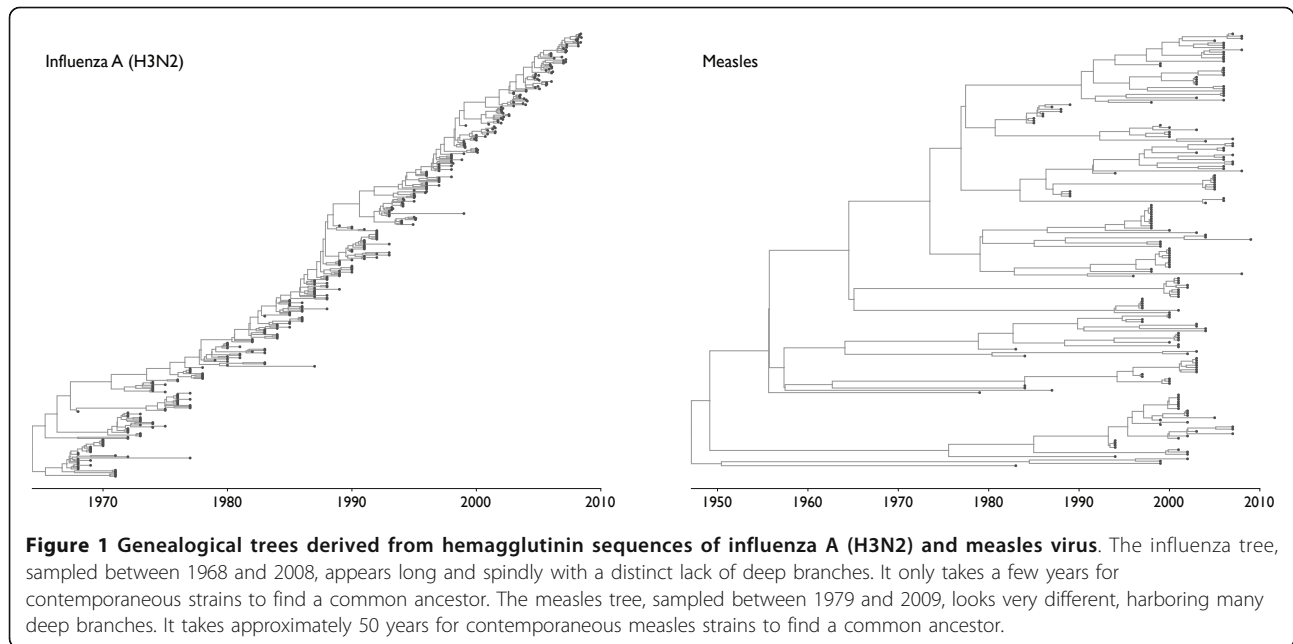 Influenza A (H3N2)
Measles
1970 1980 1990 2000 2010
1950 1960 1970 1980 1990 2000 2010
Figure 1 Genealogical trees derived from hemagglutinin sequences of influenza A (H3N2) and measles virus. The influenza tree,
sampled between 1968 and 2008, appears long and spindly with a distinct lack of deep branches. It only takes a few years for
contemporaneous strains to find a common ancestor. The measles tree, sampled between 1979 and 2009, looks very different, harboring many
deep branches. It takes approximately 50 years for contemporaneous measles strains to find a common ancestor.